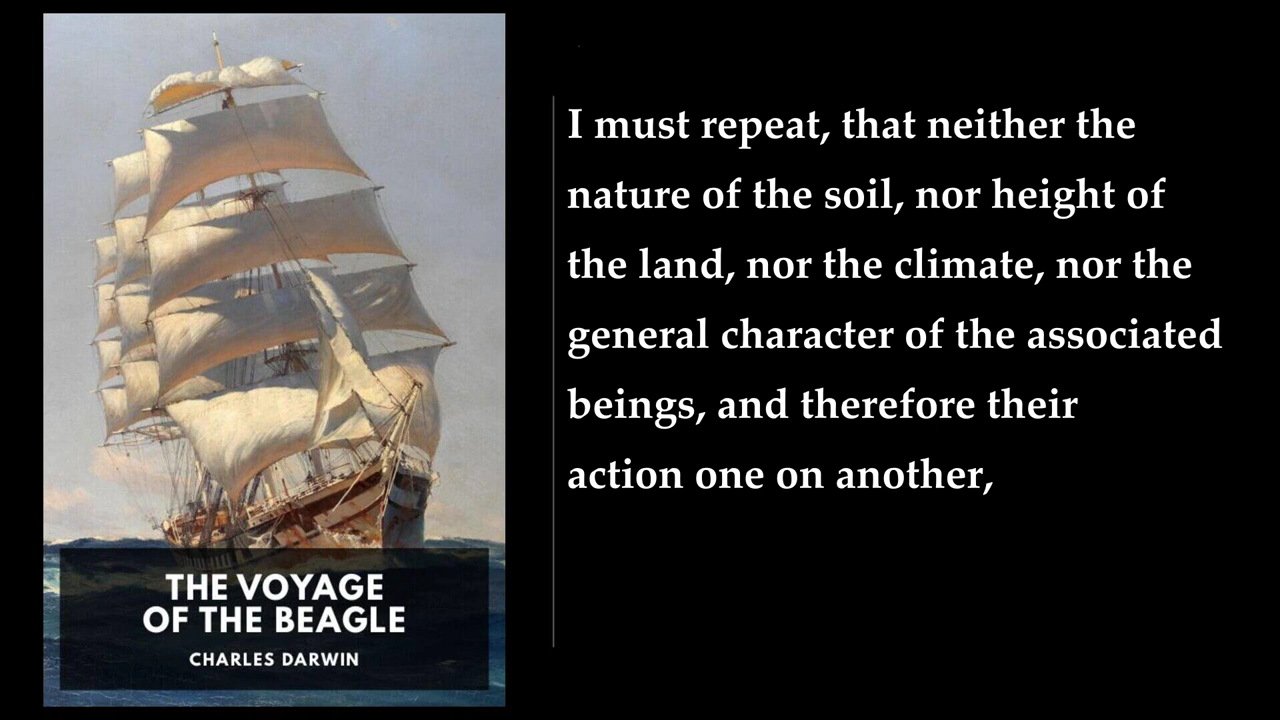 THE VOYAGE
OF THE BEAGLE
CHARLES DARWIN
I must repeat, that neither the
nature of the soil, nor height of
the land, nor the climate, nor the
general character of the associated
beings, and therefore their
action one on another,